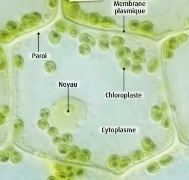 Membrane
plasmique
Paroi
Noyau
Chloroplaste
Cytoplasme